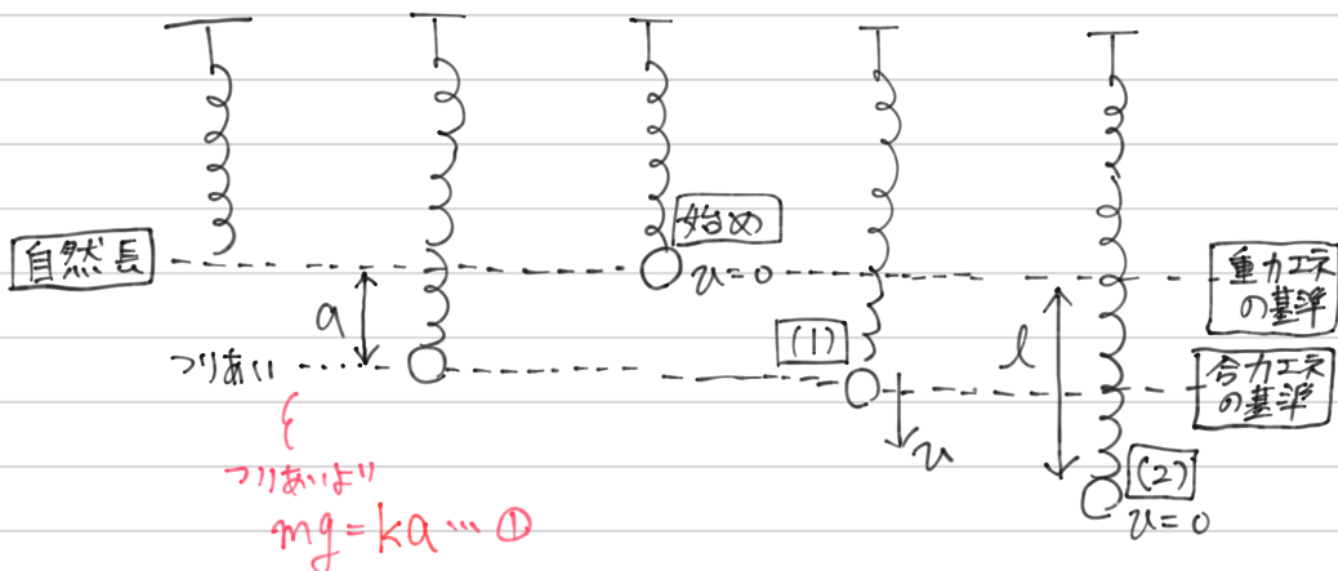 始め
自然長
v=0
重力エネ
の基準
a
(1)
l
つりあい
合力エネ
の基準
v
つりあいより
(2)
v=0
mg=ka…①